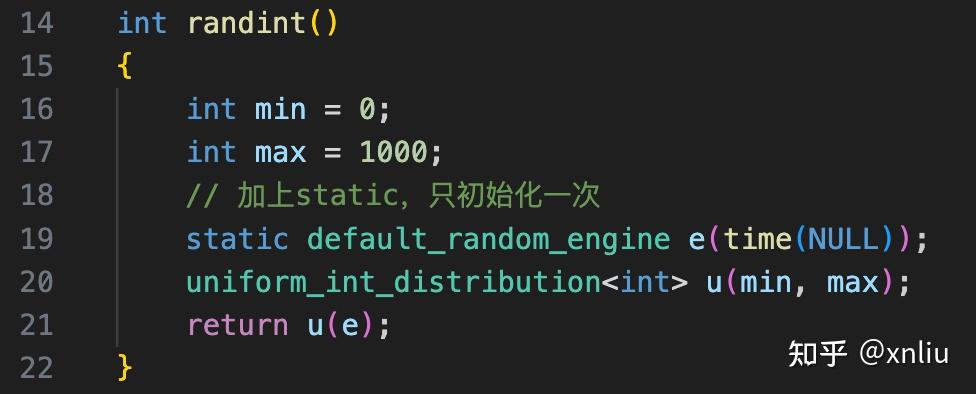 14 int randint()
15 {
16 int min = 0;
17 int max = 1000;
18 // 加上static，只初始化一次
19 static default_random_engine e(time(NULL));
20 uniform_int_distribution<int> u(min, max);
21 return u(e);
22 }
知乎 @xnliu